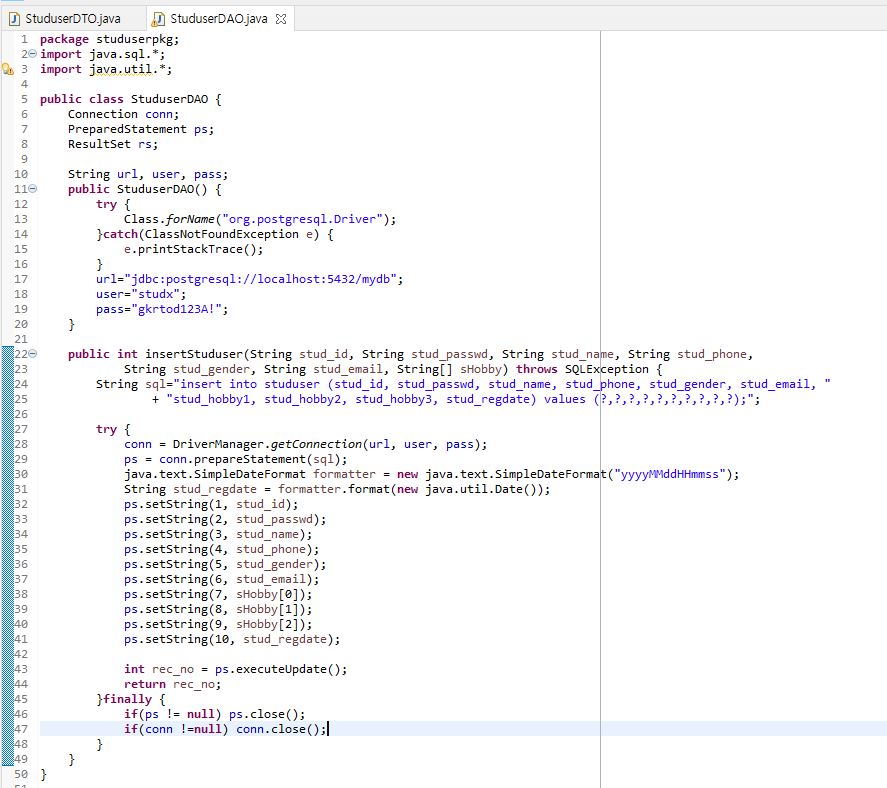 StuduserDTO.java StuduserDAO.java
1 package studuserpkg;
2 import java.sql.*;
3 import java.util.*;
4
5 public class StuduserDAO {
6 Connection conn;
7 PreparedStatement ps;
8 ResultSet rs;
9
10 String url, user, pass;
11 public StuduserDAO() {
12 try {
13 Class.forName("org.postgresql.Driver");
14 }catch(ClassNotFoundException e) {
15 e.printStackTrace();
16 }
17 url="jdbc:postgresql://localhost:5432/mydb";
18 user="studx";
19 pass="gkrtod123A!";
20 }
21
22 public int insertStuduser(String stud_id, String stud_passwd, String stud_name, String stud_phone,
23 String stud_gender, String stud_email, String[] sHobby) throws SQLException {
24 String sql="insert into studuser (stud_id, stud_passwd, stud_name, stud_phone, stud_gender, stud_email, "
25 + "stud_hobby1, stud_hobby2, stud_hobby3, stud_regdate) values (?,?,?,?,?,?,?,?,?,?);";
26
27 try {
28 conn = DriverManager.getConnection(url, user, pass);
29 ps = conn.prepareStatement(sql);
30 java.text.SimpleDateFormat formatter = new java.text.SimpleDateFormat("yyyyMMddHHmmss");
31 String stud_regdate = formatter.format(new java.util.Date());
32 ps.setString(1, stud_id);
33 ps.setString(2, stud_passwd);
34 ps.setString(3, stud_name);
35 ps.setString(4, stud_phone);
36 ps.setString(5, stud_gender);
37 ps.setString(6, stud_email);
38 ps.setString(7, sHobby[0]);
39 ps.setString(8, sHobby[1]);
40 ps.setString(9, sHobby[2]);
41 ps.setString(10, stud_regdate);
42
43 int rec_no = ps.executeUpdate();
44 return rec_no;
45 }finally {
46 if(ps != null) ps.close();
47 if(conn !=null) conn.close();
48 }
49 }
50 }